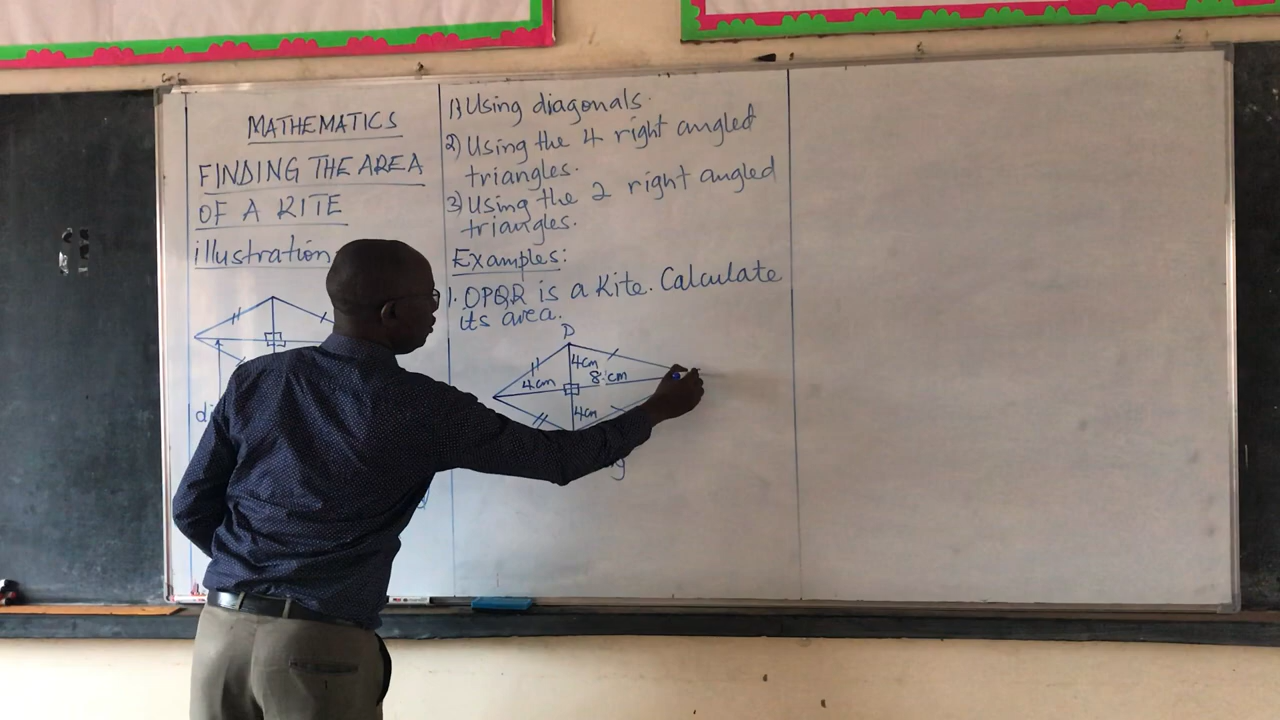 MATHEMATICS
FINDING THE AREA
OF A KITE
illustration
di
1) Using diagonals.
2) Using the 4 right angled
triangles.
3) Using the 2 right angled
triangles.
Examples:
1. OPQR is a Kite. Calculate
its area.
D
4cm
4cm
8cm
4cm